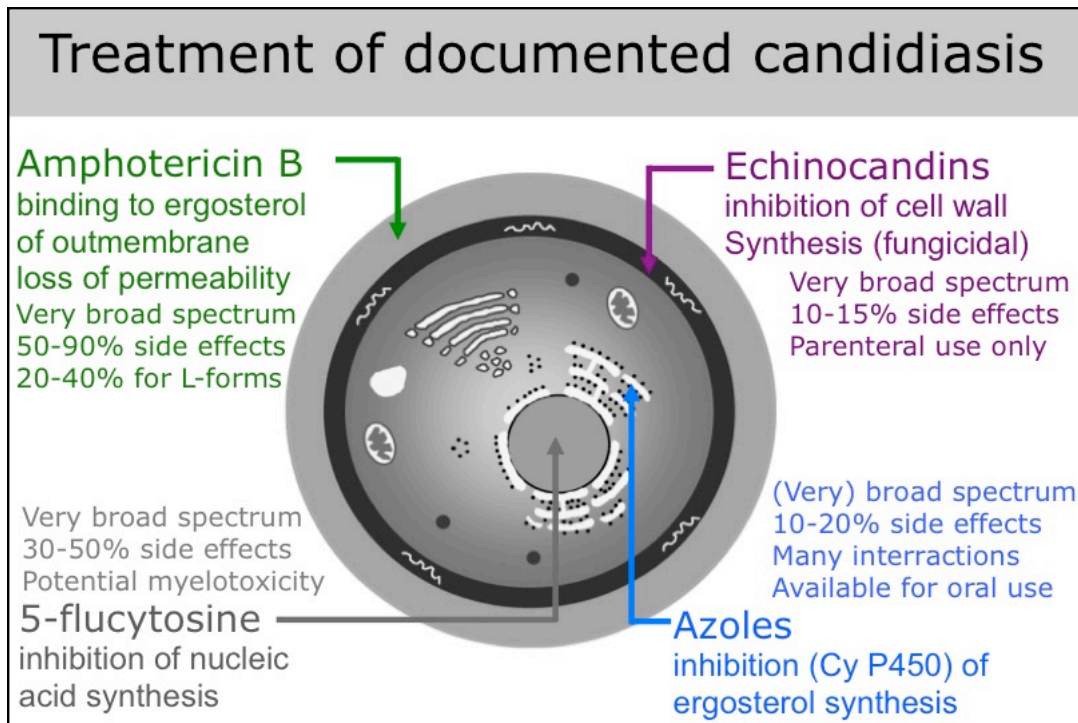 Treatment of documented candidiasis
Amphotericin B
binding to ergosterol
of outmembrane
loss of permeability
Very broad spectrum
50-90% side effects
20-40% for L-forms
Echinocandins
inhibition of cell wall
Synthesis (fungicidal)
Very broad spectrum
10-15% side effects
Parenteral use only
Very broad spectrum
30-50% side effects
Potential myelotoxicity
5-flucytosine
inhibition of nucleic
acid synthesis
(Very) broad spectrum
10-20% side effects
Many interractions
Available for oral use
Azoles
inhibition (Cy P450) of
ergosterol synthesis